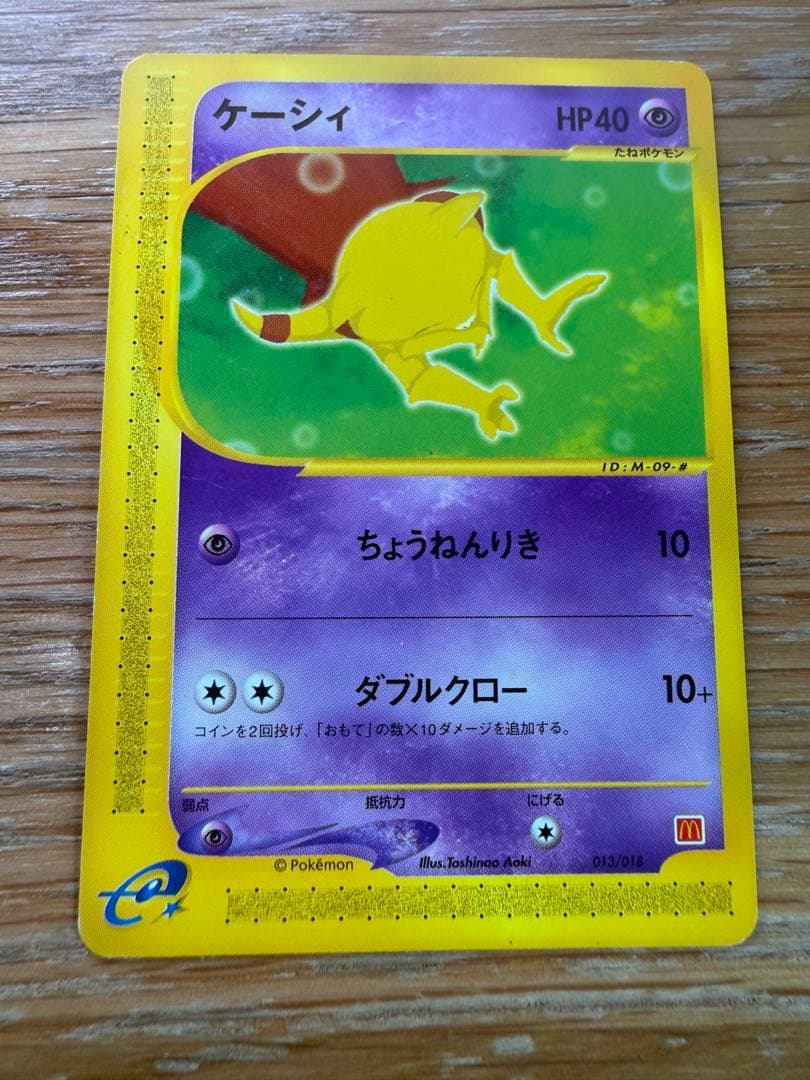 ケーシィ HP40
たねポケモン
ID:M-09-#
ちょうねんりき 10
ダブルクロー 10+
コインを2回投げ、「おもて」の数×10ダメージを追加する。
弱点 抵抗力 にげる
© Pokémon Illus.Toshinao Aoki 013/018